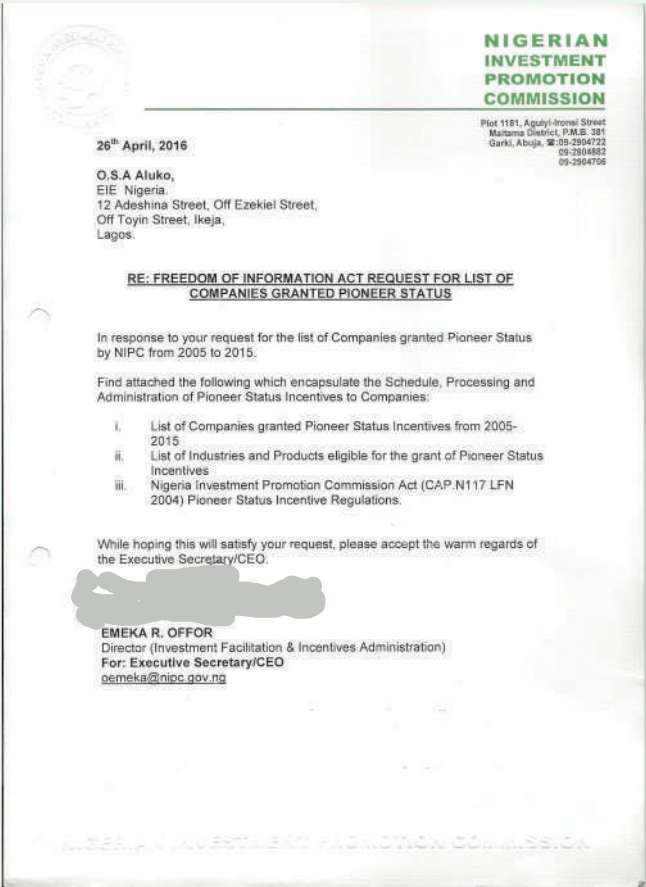 NIGERIAN
INVESTMENT
PROMOTION
COMMISSION
Plot 1181, Aguiyi-Ironsi Street
Maitama District, P.M.B. 381
Garki, Abuja, ☎:09-2904722
09-2904882
09-2904706
26th April, 2016
O.S.A Aluko,
EIE Nigeria.
12 Adeshina Street, Off Ezekiel Street,
Off Toyin Street, Ikeja,
Lagos.
RE: FREEDOM OF INFORMATION ACT REQUEST FOR LIST OF
COMPANIES GRANTED PIONEER STATUS
In response to your request for the list of Companies granted Pioneer Status
by NIPC from 2005 to 2015.
Find attached the following which encapsulate the Schedule, Processing and
Administration of Pioneer Status Incentives to Companies:
i. List of Companies granted Pioneer Status Incentives from 2005-
2015
ii. List of Industries and Products eligible for the grant of Pioneer Status
Incentives
iii. Nigeria Investment Promotion Commission Act (CAP.N117 LFN
2004) Pioneer Status Incentive Regulations.
While hoping this will satisfy your request, please accept the warm regards of
the Executive Secretary/CEO.
EMEKA R. OFFOR
Director (Investment Facilitation & Incentives Administration)
For: Executive Secretary/CEO
oemeka@nipc.gov.ng
NIGERIAN INVESTMENT PROMOTION COMMISSION